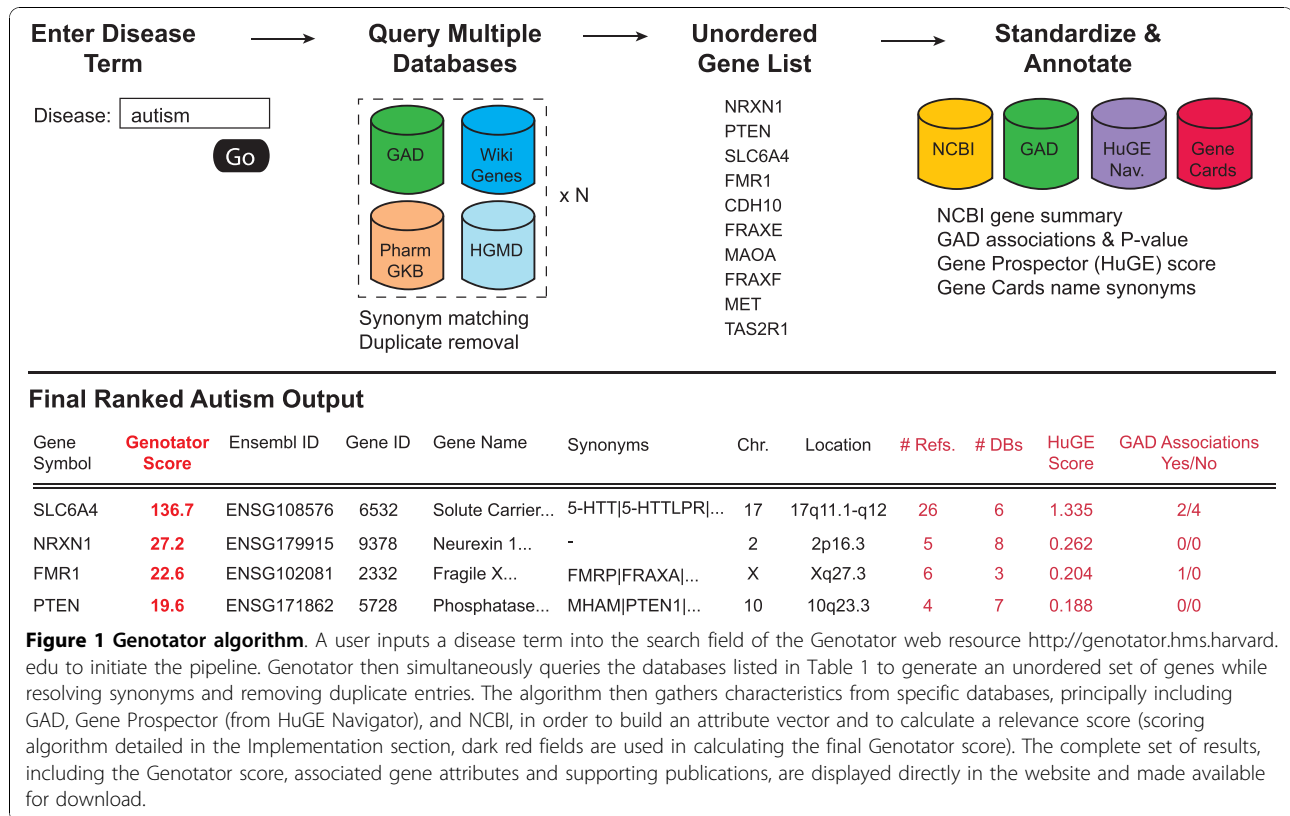 Enter Disease Term
Query Multiple Databases
Unordered Gene List
Standardize & Annotate
Disease: autism
Go
GAD
Wiki Genes
Pharm GKB
HGMD
x N
Synonym matching
Duplicate removal
NRXN1
PTEN
SLC6A4
FMR1
CDH10
FRAXE
MAOA
FRAXF
MET
TAS2R1
NCBI
GAD
HuGE Nav.
Gene Cards
NCBI gene summary
GAD associations & P-value
Gene Prospector (HuGE) score
Gene Cards name synonyms
Final Ranked Autism Output
Gene Symbol Genotator Score Ensembl ID Gene ID Gene Name Synonyms Chr. Location # Refs. # DBs HuGE Score GAD Associations Yes/No
SLC6A4 136.7 ENSG108576 6532 Solute Carrier... 5-HTT|5-HTTLPR|... 17 17q11.1-q12 26 6 1.335 2/4
NRXN1 27.2 ENSG179915 9378 Neurexin 1... - 2 2p16.3 5 8 0.262 0/0
FMR1 22.6 ENSG102081 2332 Fragile X... FMRP|FRAXA|... X Xq27.3 6 3 0.204 1/0
PTEN 19.6 ENSG171862 5728 Phosphatase... MHAM|PTEN1|... 10 10q23.3 4 7 0.188 0/0
Figure 1 Genotator algorithm. A user inputs a disease term into the search field of the Genotator web resource http://genotator.hms.harvard.
edu to initiate the pipeline. Genotator then simultaneously queries the databases listed in Table 1 to generate an unordered set of genes while
resolving synonyms and removing duplicate entries. The algorithm then gathers characteristics from specific databases, principally including
GAD, Gene Prospector (from HuGE Navigator), and NCBI, in order to build an attribute vector and to calculate a relevance score (scoring
algorithm detailed in the Implementation section, dark red fields are used in calculating the final Genotator score). The complete set of results,
including the Genotator score, associated gene attributes and supporting publications, are displayed directly in the website and made available
for download.